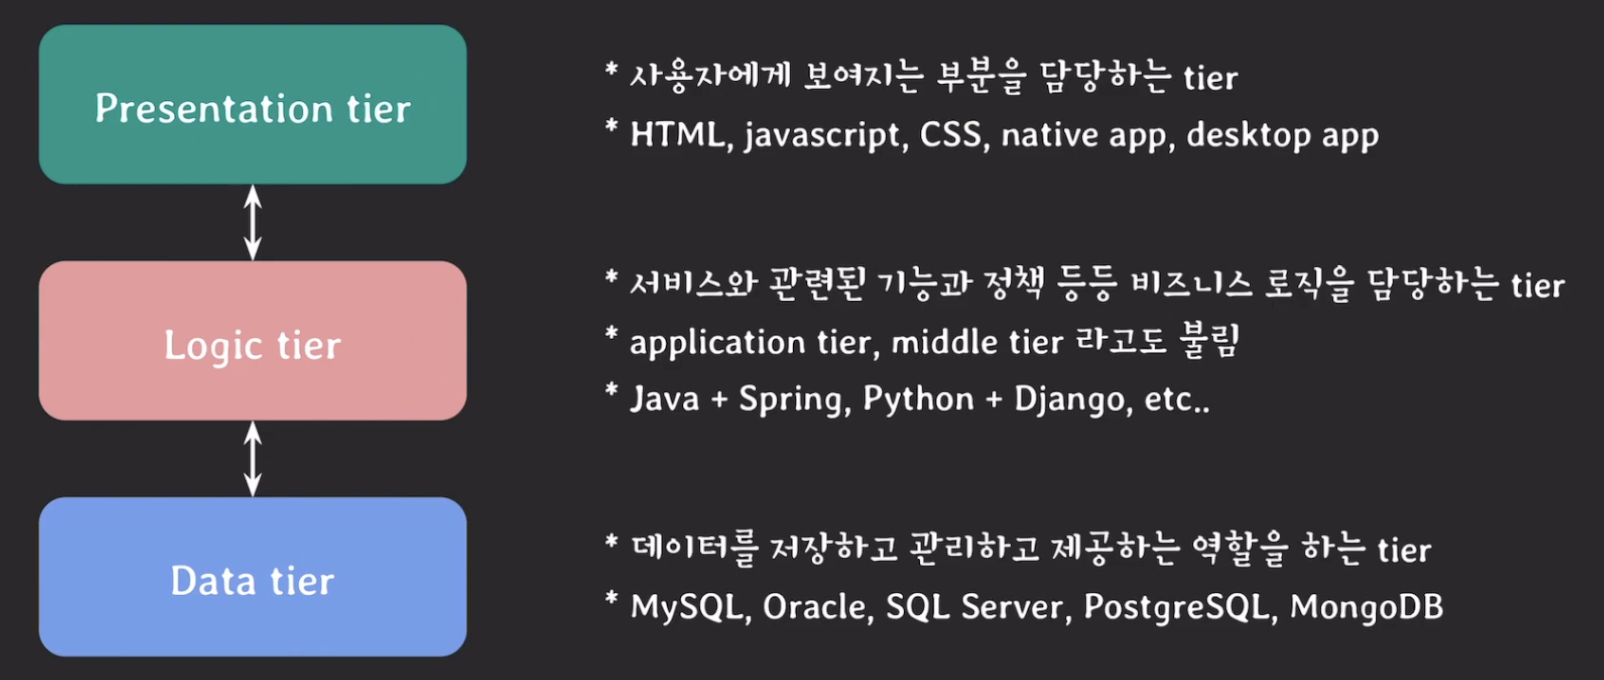 Presentation tier
* 사용자에게 보여지는 부분을 담당하는 tier
* HTML, javascript, CSS, native app, desktop app
Logic tier
* 서비스와 관련된 기능과 정책 등등 비즈니스 로직을 담당하는 tier
* application tier, middle tier 라고도 불림
* Java + Spring, Python + Django, etc..
Data tier
* 데이터를 저장하고 관리하고 제공하는 역할을 하는 tier
* MySQL, Oracle, SQL Server, PostgreSQL, MongoDB